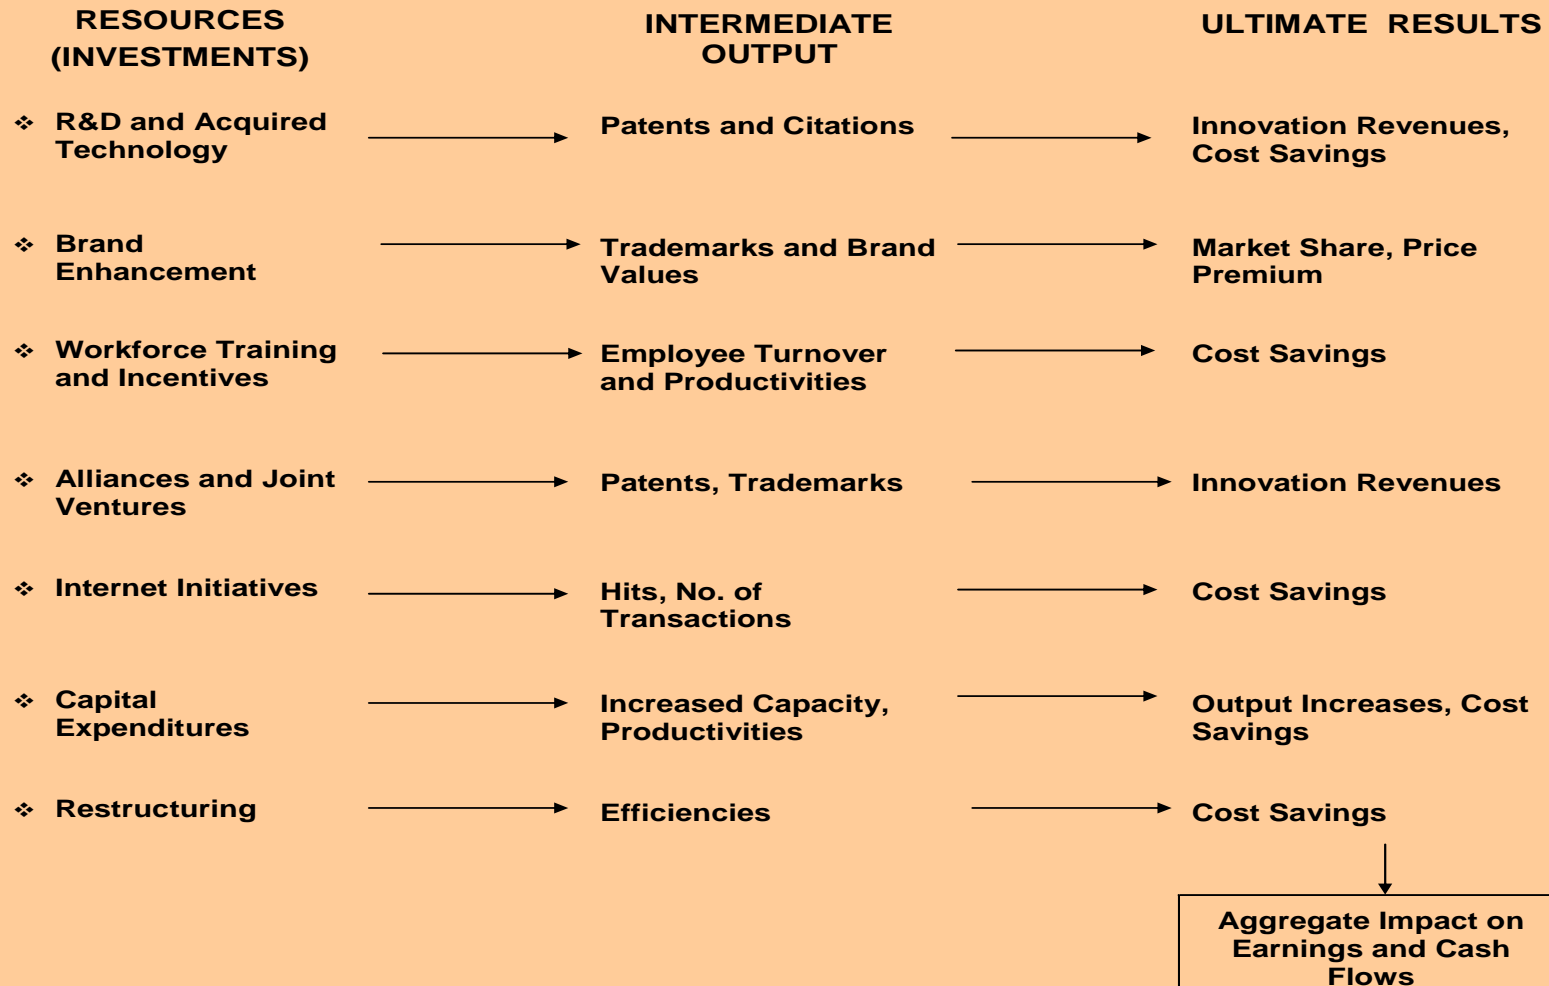 RESOURCES
(INVESTMENTS)
INTERMEDIATE
OUTPUT
ULTIMATE RESULTS
❖ R&D and Acquired
Technology
Patents and Citations
Innovation Revenues,
Cost Savings
❖ Brand
Enhancement
Trademarks and Brand
Values
Market Share, Price
Premium
❖ Workforce Training
and Incentives
Employee Turnover
and Productivities
Cost Savings
❖ Alliances and Joint
Ventures
Patents, Trademarks
Innovation Revenues
❖ Internet Initiatives
Hits, No. of
Transactions
Cost Savings
❖ Capital
Expenditures
Increased Capacity,
Productivities
Output Increases, Cost
Savings
❖ Restructuring
Efficiencies
Cost Savings
Aggregate Impact on
Earnings and Cash
Flows